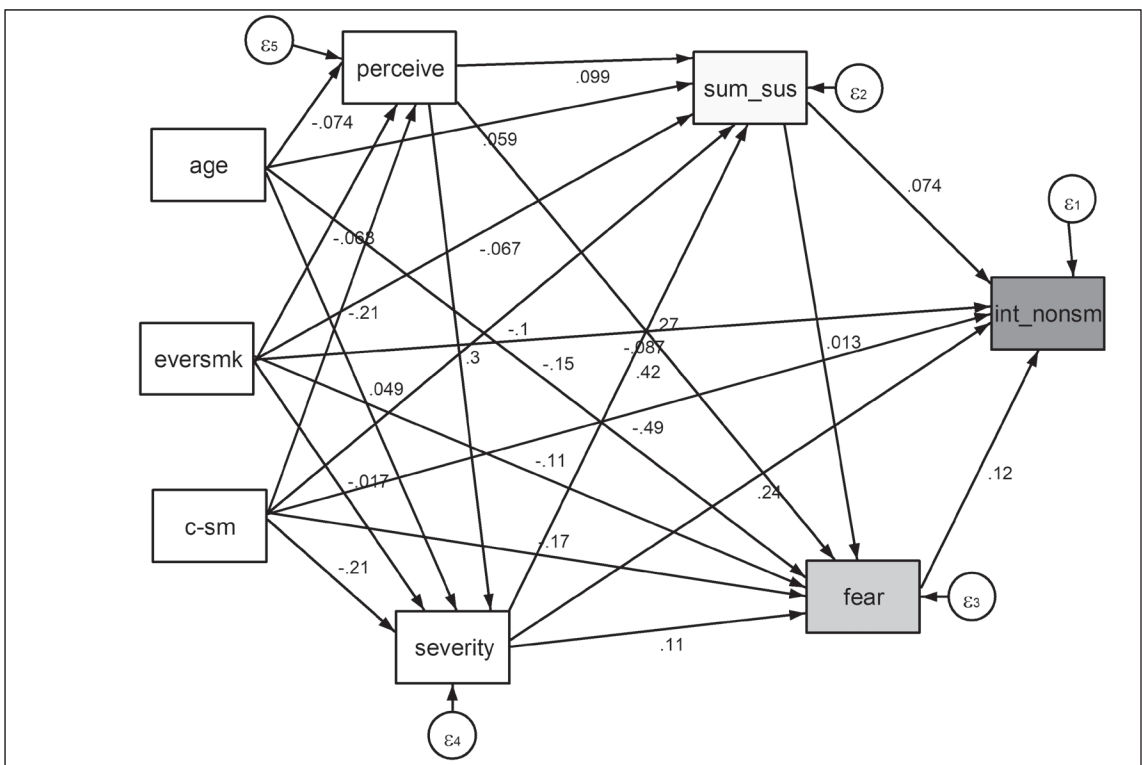 ε5
perceive
.099
sum_sus
ε2
-.074
.059
age
.074
ε1
-.068
-.067
-.21
int_nonsm
-.1
.27
-.087
.013
eversmk
.3
-.15
.42
.049
-.49
-.11
.12
-.017
.24
c-sm
-.17
-.21
fear
ε3
severity
.11
ε4